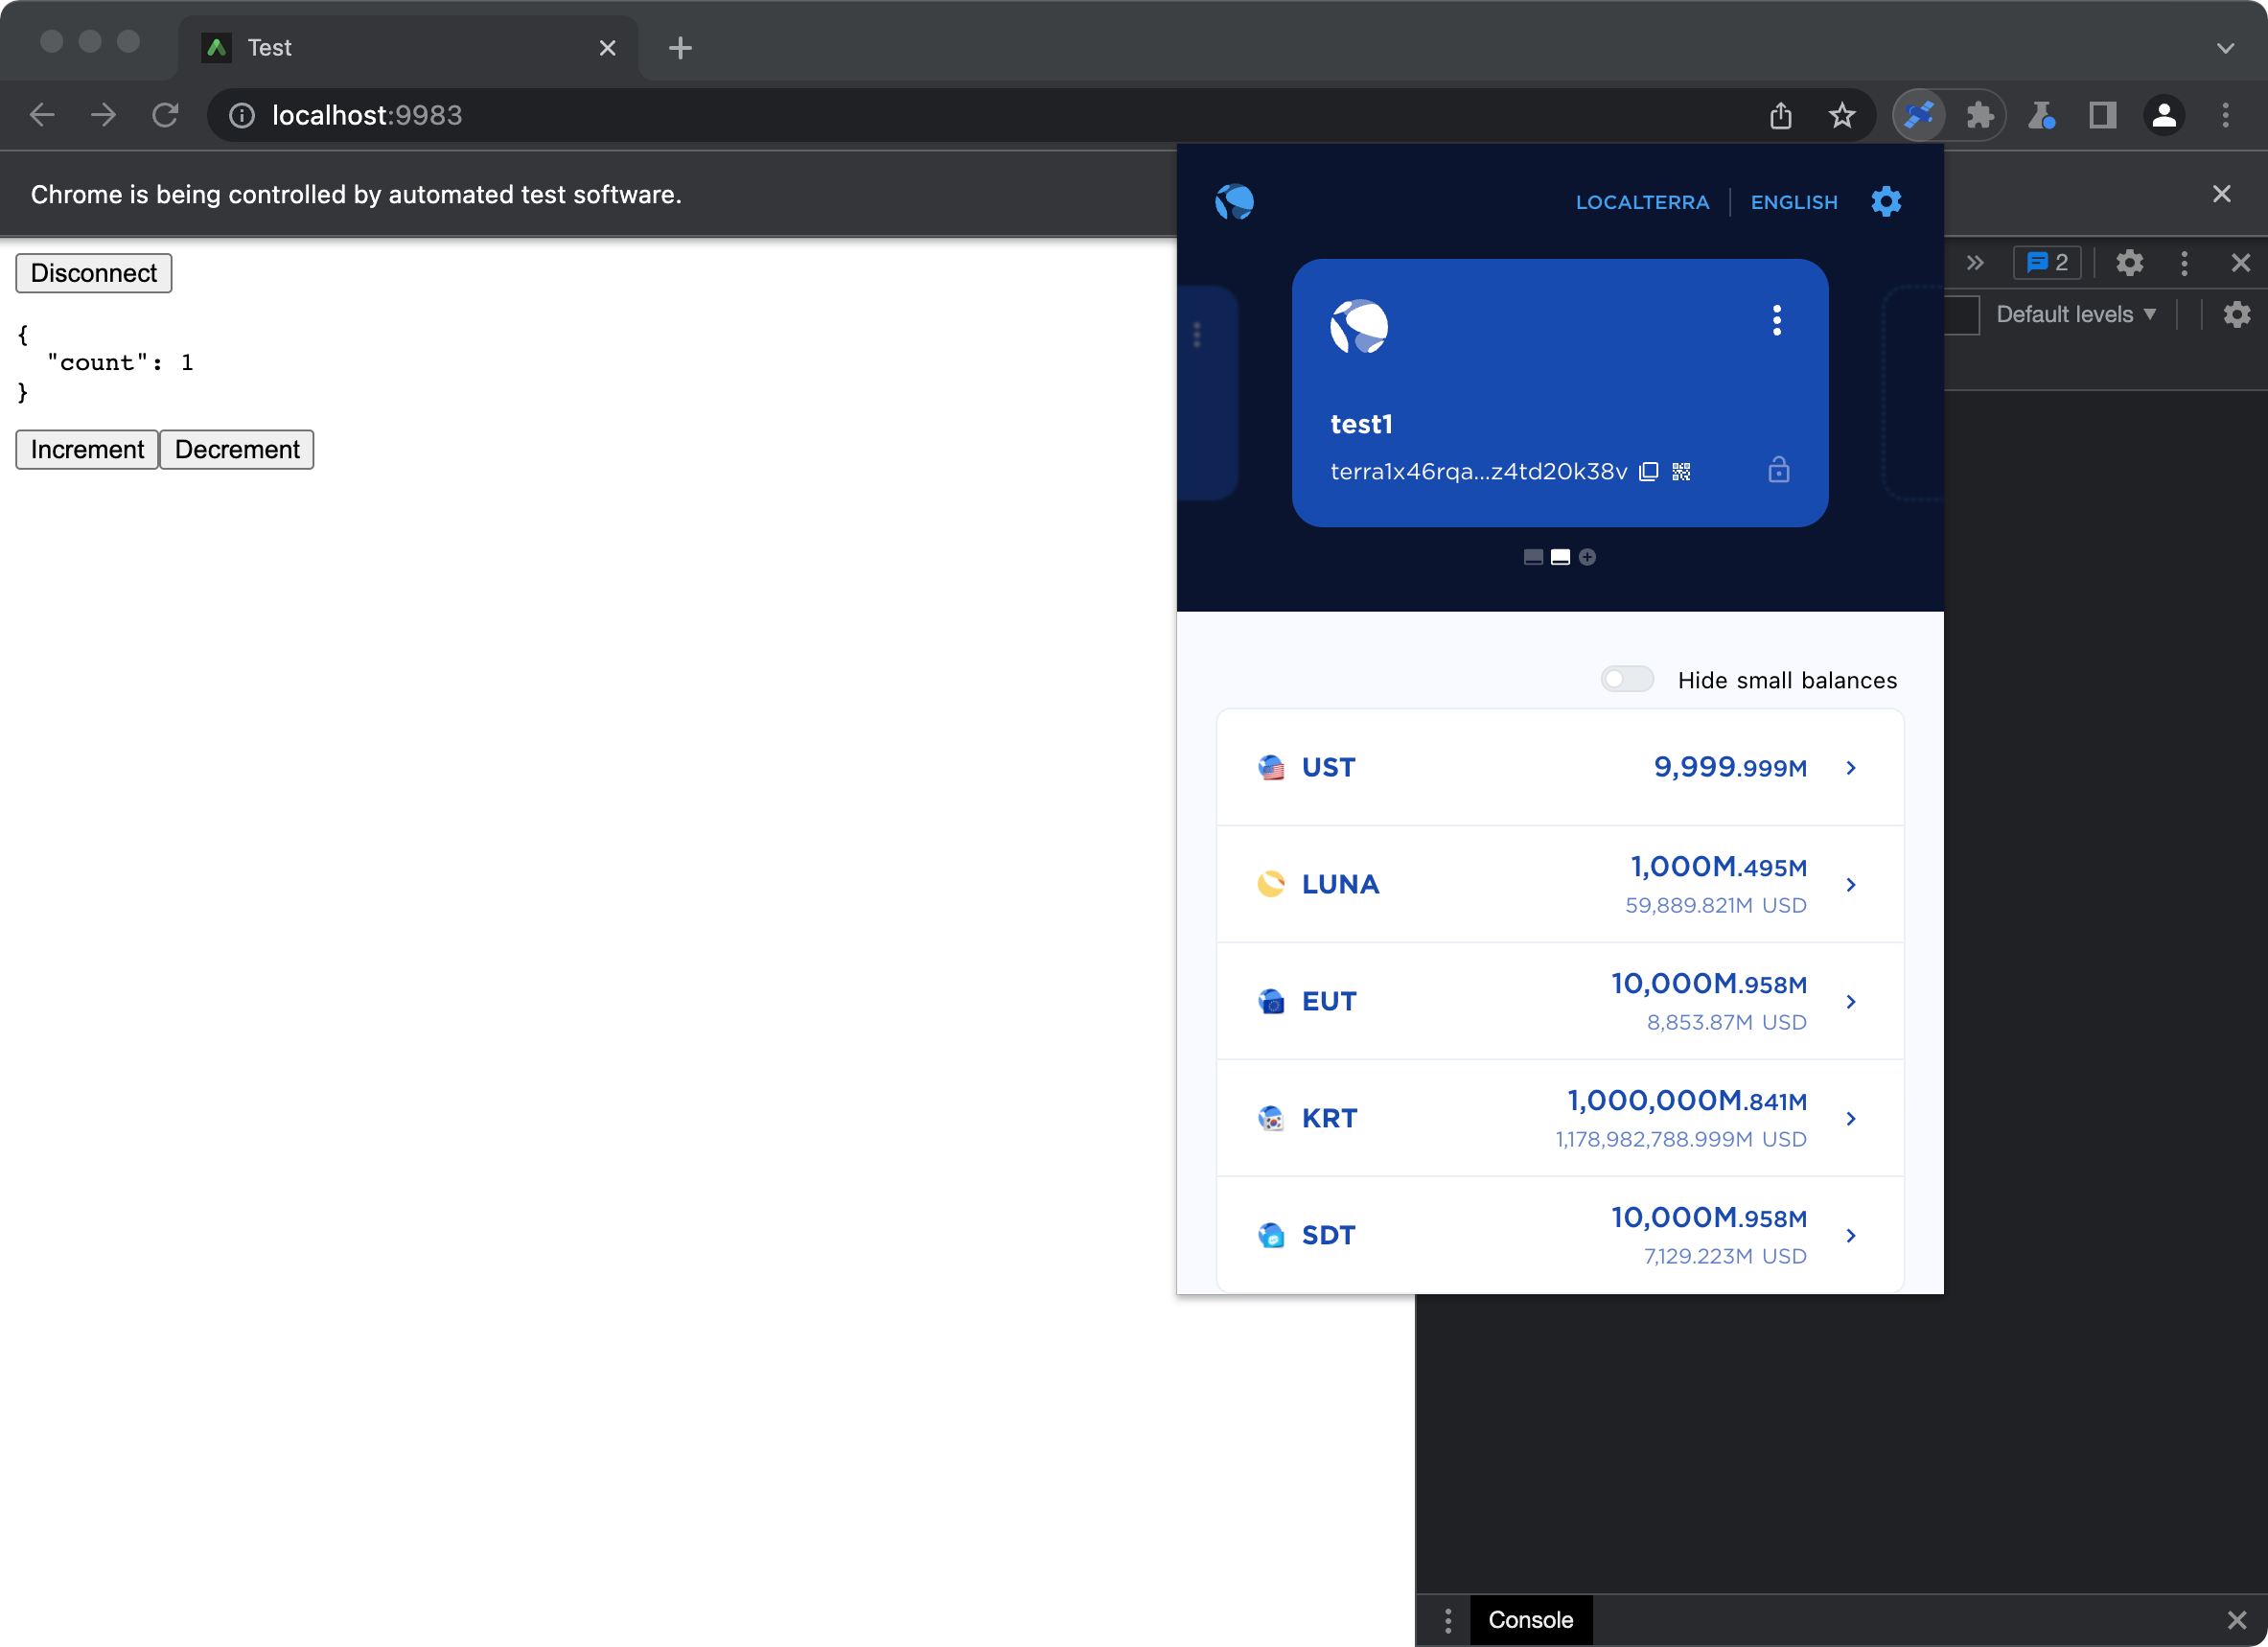 Test
localhost:9983
Chrome is being controlled by automated test software.
Disconnect
{
"count": 1
}
Increment Decrement
LOCALTERRA ENGLISH
test1
terra1x46rqa...z4td20k38v
Hide small balances
UST 9,999.999M
LUNA 1,000M.495M
59,889.821M USD
EUT 10,000M.958M
8,853.87M USD
KRT 1,000,000M.841M
1,178,982,788.999M USD
SDT 10,000M.958M
7,129.223M USD
2
Default levels
Console